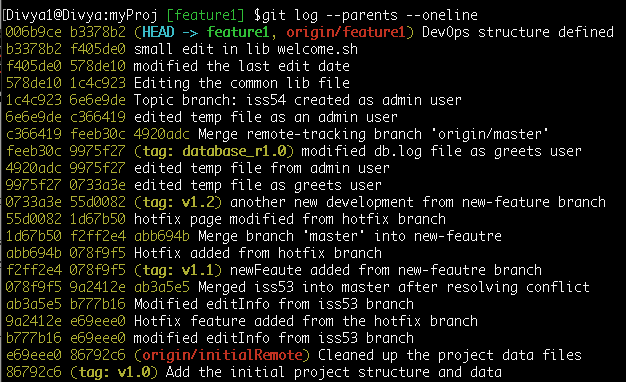 [Divya1@Divya:myProj [feature1] $git log --parents --oneline
006b9ce b3378b2 (HEAD -> feature1, origin/feature1) DevOps structure defined
b3378b2 f405de0 small edit in lib welcome.sh
f405de0 578de10 modified the last edit date
578de10 1c4c923 Editing the common lib file
1c4c923 6e6e9de Topic branch: iss54 created as admin user
6e6e9de c366419 edited temp file as an admin user
c366419 feeb30c 4920adc Merge remote-tracking branch 'origin/master'
feeb30c 9975f27 (tag: database_r1.0) modified db.log file as greets user
4920adc 9975f27 edited temp file from admin user
9975f27 0733a3e edited temp file as greets user
0733a3e 55d0082 (tag: v1.2) another new development from new-feature branch
55d0082 1d67b50 hotfix page modified from hotfix branch
1d67b50 f2ff2e4 abb694b Merge branch 'master' into new-feautre
abb694b 078f9f5 Hotfix added from hotfix branch
f2ff2e4 078f9f5 (tag: v1.1) newFeaute added from new-feautre branch
078f9f5 9a2412e ab3a5e5 Merged iss53 into master after resolving conflict
ab3a5e5 b777b16 Modified editInfo from iss53 branch
9a2412e e69eee0 Hotfix feature added from the hotfix branch
b777b16 e69eee0 modified editInfo from iss53 branch
e69eee0 86792c6 (origin/initialRemote) Cleaned up the project data files
86792c6 (tag: v1.0) Add the initial project structure and data